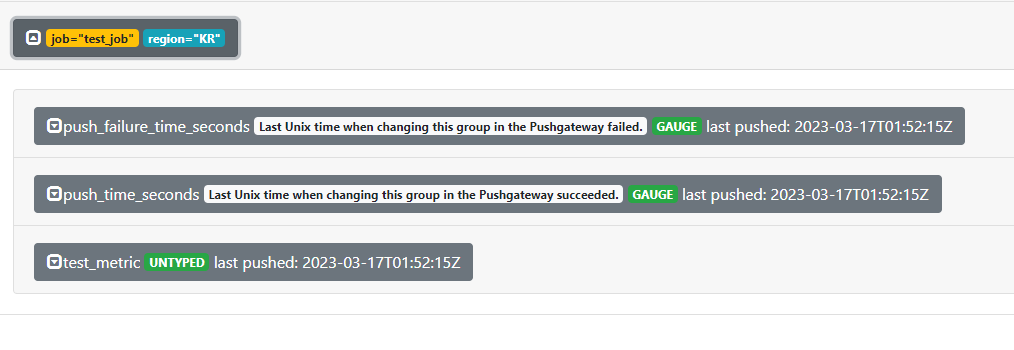 job="test_job" region="KR"
push_failure_time_seconds Last Unix time when changing this group in the Pushgateway failed. GAUGE last pushed: 2023-03-17T01:52:15Z
push_time_seconds Last Unix time when changing this group in the Pushgateway succeeded. GAUGE last pushed: 2023-03-17T01:52:15Z
test_metric UNTYPED last pushed: 2023-03-17T01:52:15Z